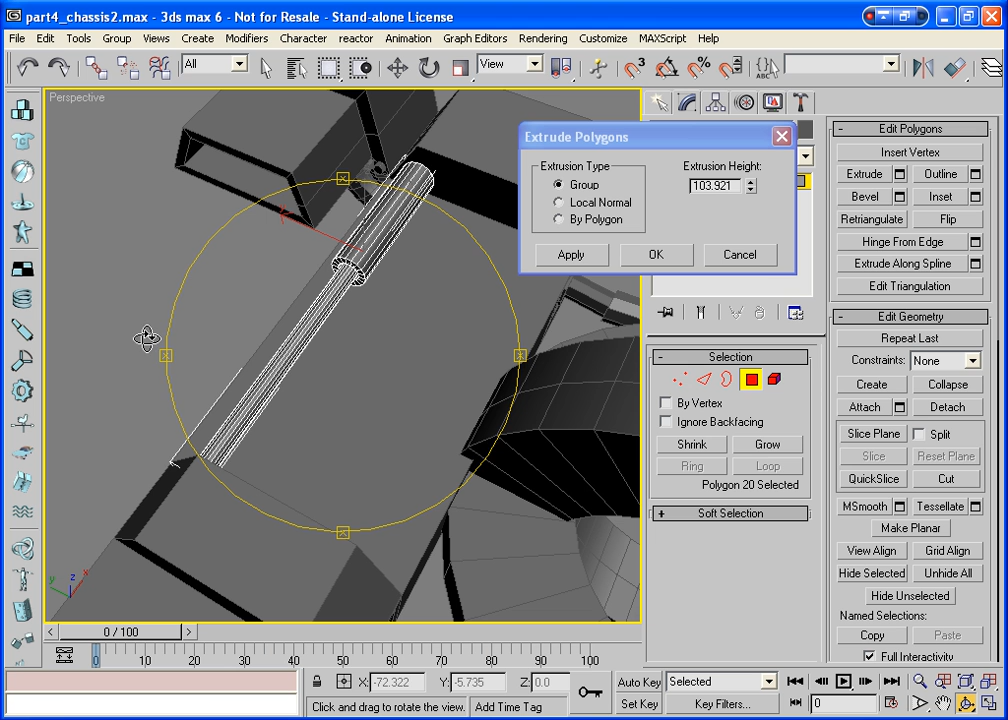 part4_chassis2.max - 3ds max 6 - Not for Resale - Stand-alone License
File Edit Tools Group Views Create Modifiers Character reactor Animation Graph Editors Rendering Customize MAXScript Help
All
View
Perspective
Extrude Polygons
Extrusion Type
Group
Local Normal
By Polygon
Extrusion Height:
103.921
Apply OK Cancel
Selection
By Vertex
Ignore Backfacing
Shrink Grow
Ring Loop
Polygon 20 Selected
Soft Selection
Edit Polygons
Insert Vertex
Extrude Outline
Bevel Inset
Retriangulate Flip
Hinge From Edge
Extrude Along Spline
Edit Triangulation
Edit Geometry
Repeat Last
Constraints: None
Create Collapse
Attach Detach
Slice Plane Split
Slice Reset Plane
QuickSlice Cut
MSmooth Tessellate
Make Planar
View Align Grid Align
Hide Selected Unhide All
Hide Unselected
Named Selections:
Copy Paste
Full Interactivity
0 / 100
0 10 20 30 40 50 60 70 80 90 100
X: -72.322 Y: -5.735 Z: 0.0
Auto Key Selected
Click and drag to rotate the view. Add Time Tag
Set Key Key Filters...
0